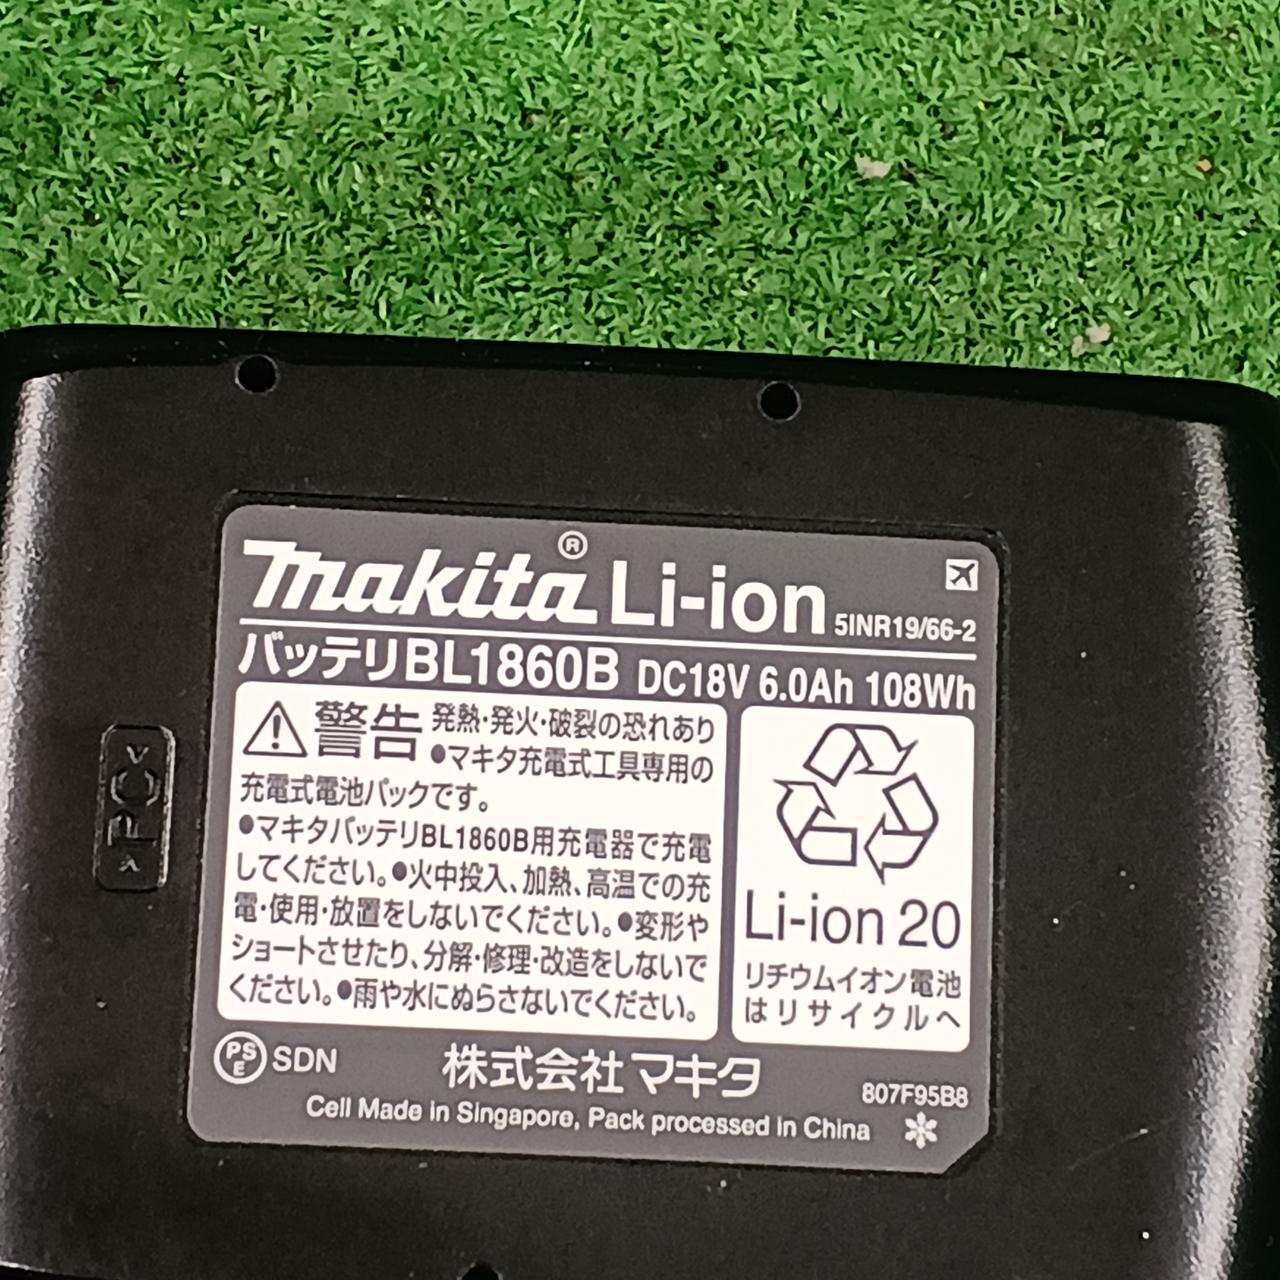 makita® Li-ion 5INR19/66-2
バッテリBL1860B DC18V 6.0Ah 108Wh
警告 発熱・発火・破裂の恐れあり
●マキタ充電式工具専用の
充電式電池パックです。
●マキタバッテリBL1860B用充電器で充電
してください。●火中投入、加熱、高温での充
電・使用・放置をしないでください。●変形や
ショートさせたり、分解・修理・改造をしないで
ください。●雨や水にぬらさないでください。
Li-ion 20
リチウムイオン電池
はリサイクルへ
PSE SDN 株式会社マキタ
807F95B8
Cell Made in Singapore, Pack processed in China
>PC<